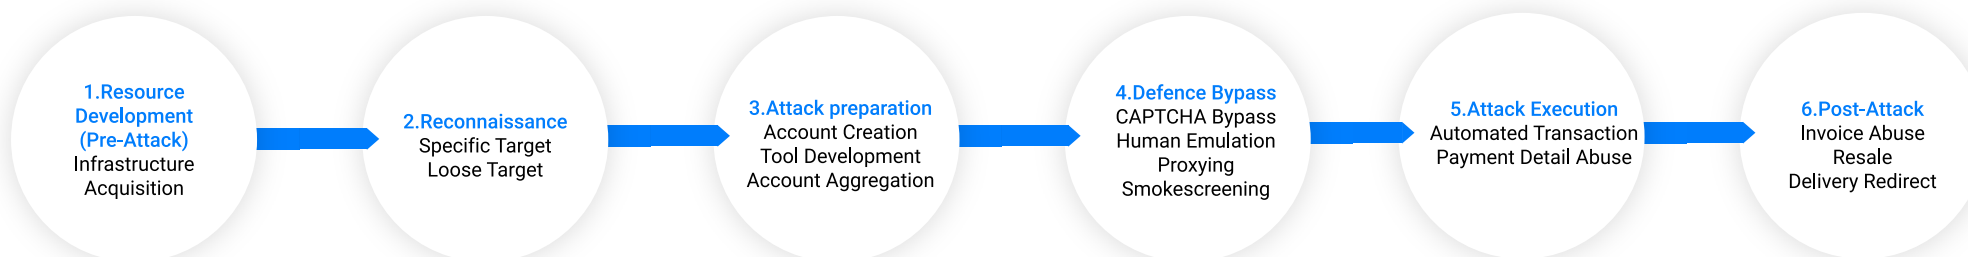 1.Resource
Development
(Pre-Attack)
Infrastructure
Acquisition
2.Reconnaissance
Specific Target
Loose Target
3.Attack preparation
Account Creation
Tool Development
Account Aggregation
4.Defence Bypass
CAPTCHA Bypass
Human Emulation
Proxying
Smokescreening
5.Attack Execution
Automated Transaction
Payment Detail Abuse
6.Post-Attack
Invoice Abuse
Resale
Delivery Redirect